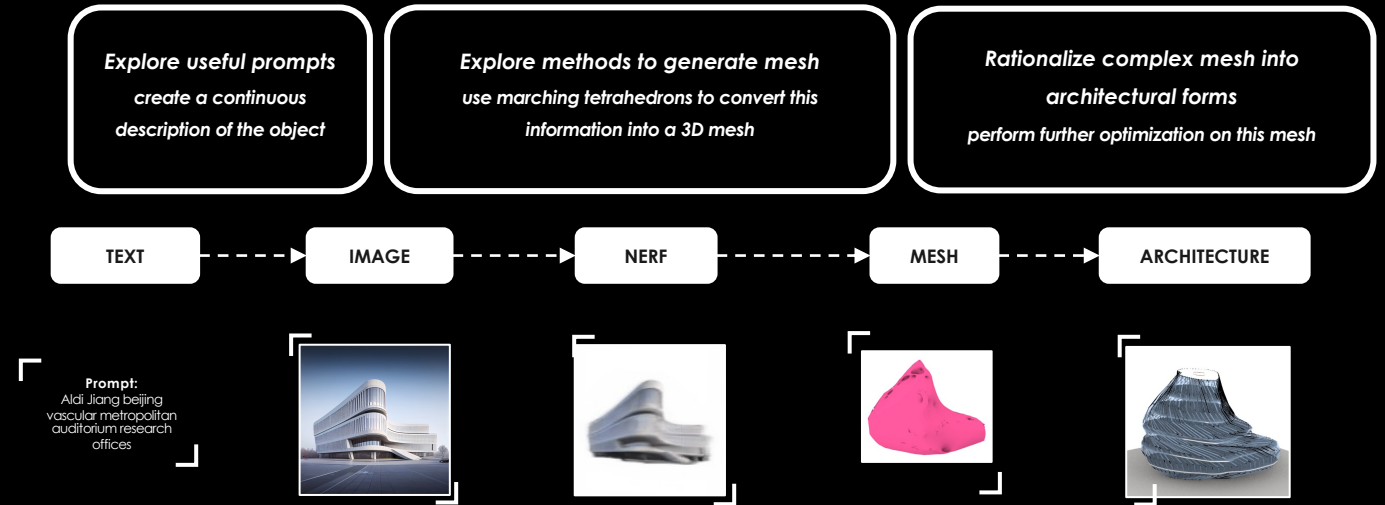 Explore useful prompts
create a continuous
description of the object
Explore methods to generate mesh
use marching tetrahedrons to convert this
information into a 3D mesh
Rationalize complex mesh into
architectural forms
perform further optimization on this mesh
TEXT
IMAGE
NERF
MESH
ARCHITECTURE
Prompt:
Aldi Jiang beijing
vascular metropolitan
auditorium research
offices